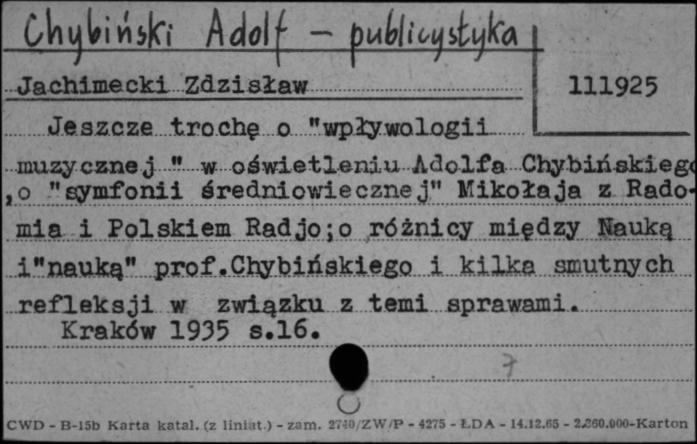 Chybiński Adolf - publicystyka
Jachimecki Zdzisław
111925
Jeszcze trochę o "wpływologii
muzycznej " w oświetleniu Adolfa Chybińskiego
,o "symfonii średniowiecznej" Mikołaja z Rado-
mia i Polskiem Radjo;o różnicy między Nauką
i"nauką" prof.Chybińskiego i kilka smutnych
refleksji w związku z temi sprawami.
Kraków 1935 s.16.
7
CWD - B-15b Karta katal. (z liniat.) - zam. 2740/ZW/P - 4275 - ŁDA - 14.12.65 - 2.260.000-Karton